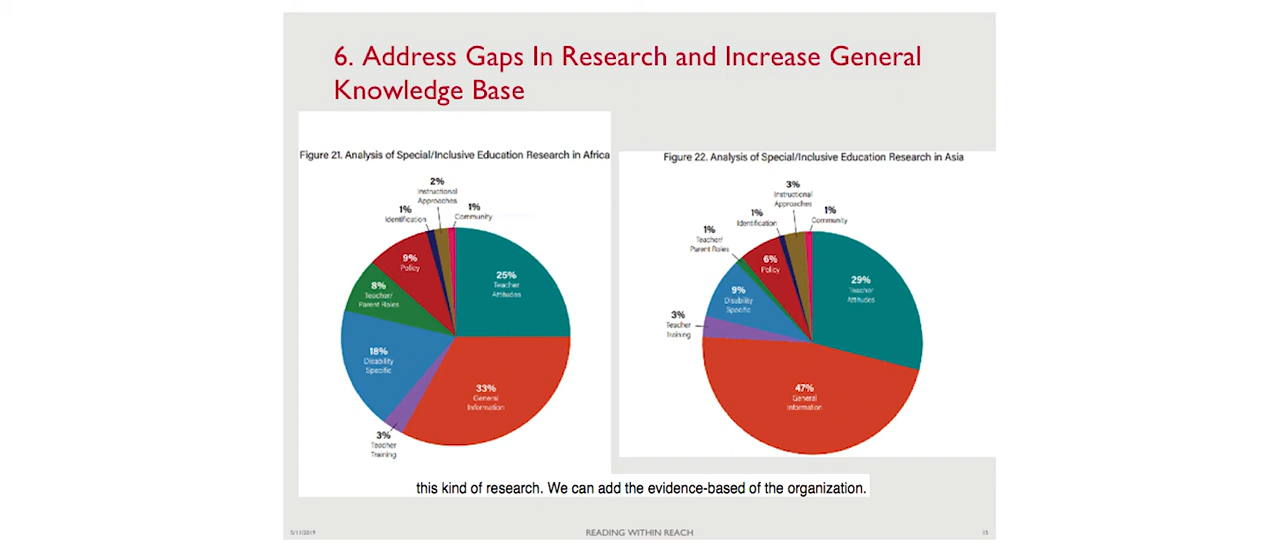 6. Address Gaps In Research and Increase General
Knowledge Base
Figure 21. Analysis of Special/Inclusive Education Research in Africa
2%
Instructional
Approaches
1%
Identification
1%
Community
9%
Policy
25%
Teacher
Attitudes
8%
Teacher/
Parent Roles
18%
Disability
Specific
33%
General
Information
3%
Teacher
Training
Figure 22. Analysis of Special/Inclusive Education Research in Asia
3%
Instructional
Approaches
1%
Identification
1%
Community
1%
Teacher/
Parent Roles
6%
Policy
29%
Teacher
Attitudes
9%
Disability
Specific
3%
Teacher
Training
47%
General
Information
this kind of research. We can add the evidence-based of the organization.
5/11/2019
READING WITHIN REACH
15